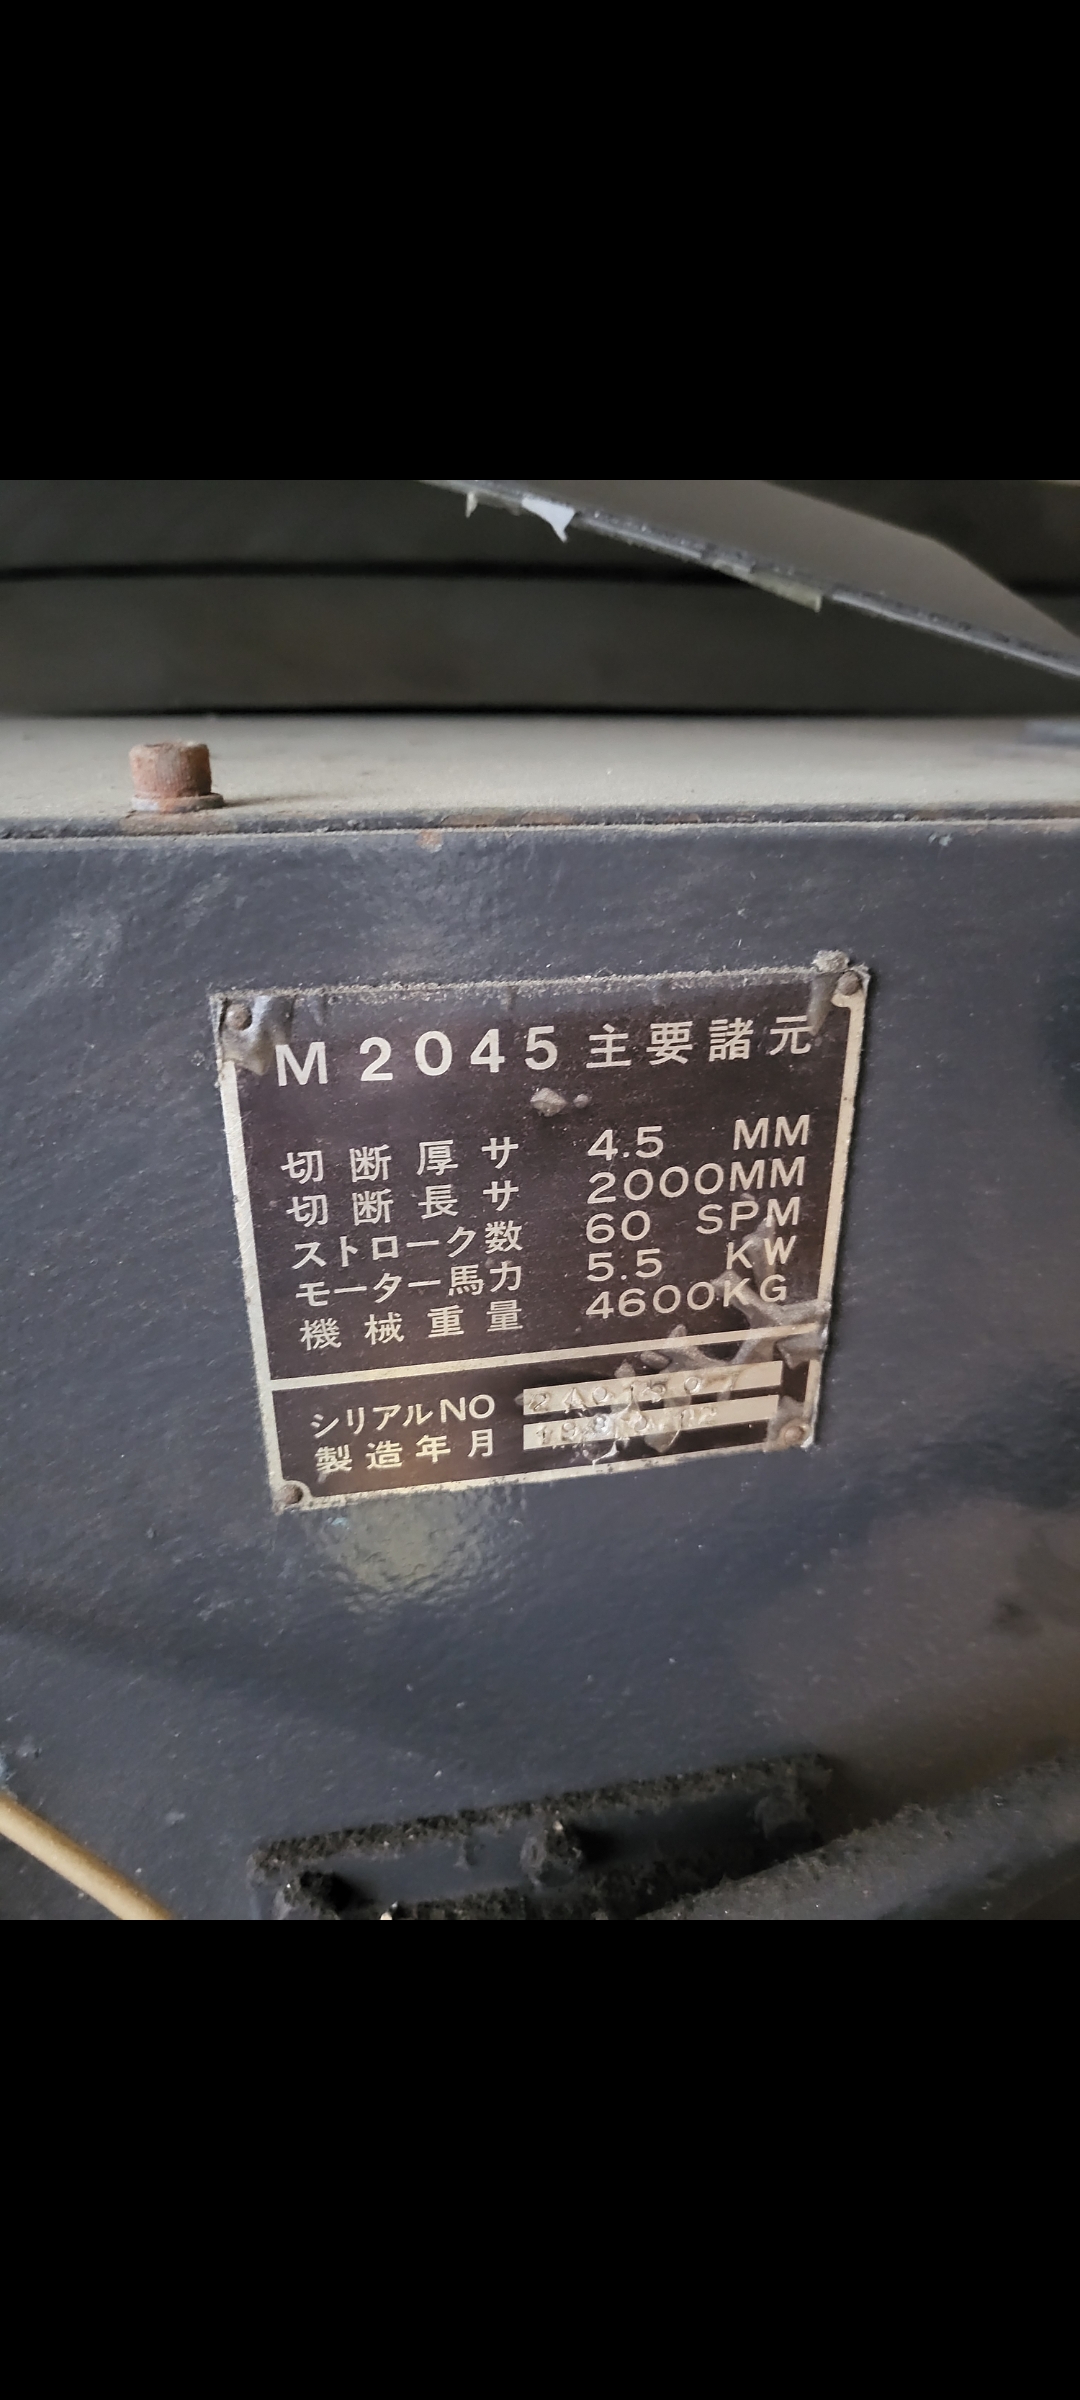 M 2045 主要諸元
切断厚サ 4.5 MM
切断長サ 2000MM
ストローク数 60 SPM
モーター馬力 5.5 KW
機械重量 4600KG
シリアルNO
製造年月